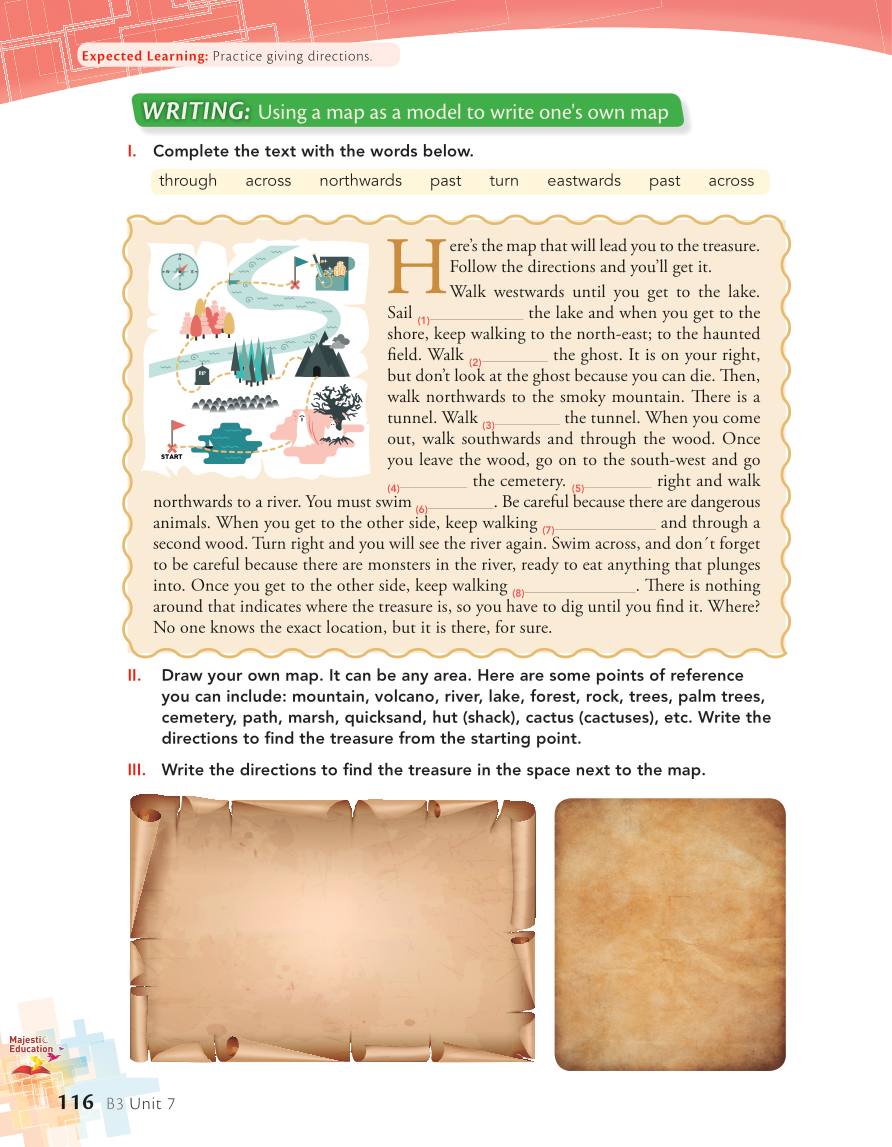 Expected Learning: Practice giving directions.
WRITING: Using a map as a model to write one's own map
I. Complete the text with the words below.
through across northwards past turn eastwards past across
Here's the map that will lead you to the treasure.
Follow the directions and you'll get it.
Walk westwards until you get to the lake.
Sail (1)____________ the lake and when you get to the
shore, keep walking to the north-east; to the haunted
field. Walk (2)____________ the ghost. It is on your right,
but don't look at the ghost because you can die. Then,
walk northwards to the smoky mountain. There is a
tunnel. Walk (3)____________ the tunnel. When you come
out, walk southwards and through the wood. Once
you leave the wood, go on to the south-west and go
(4)____________ the cemetery. (5)____________ right and walk
northwards to a river. You must swim (6)____________. Be careful because there are dangerous
animals. When you get to the other side, keep walking (7)____________ and through a
second wood. Turn right and you will see the river again. Swim across, and don´t forget
to be careful because there are monsters in the river, ready to eat anything that plunges
into. Once you get to the other side, keep walking (8)____________. There is nothing
around that indicates where the treasure is, so you have to dig until you find it. Where?
No one knows the exact location, but it is there, for sure.
N
W E
S
RIP
START
II. Draw your own map. It can be any area. Here are some points of reference
you can include: mountain, volcano, river, lake, forest, rock, trees, palm trees,
cemetery, path, marsh, quicksand, hut (shack), cactus (cactuses), etc. Write the
directions to find the treasure from the starting point.
III. Write the directions to find the treasure in the space next to the map.
Majestic
Education
116 B3 Unit 7